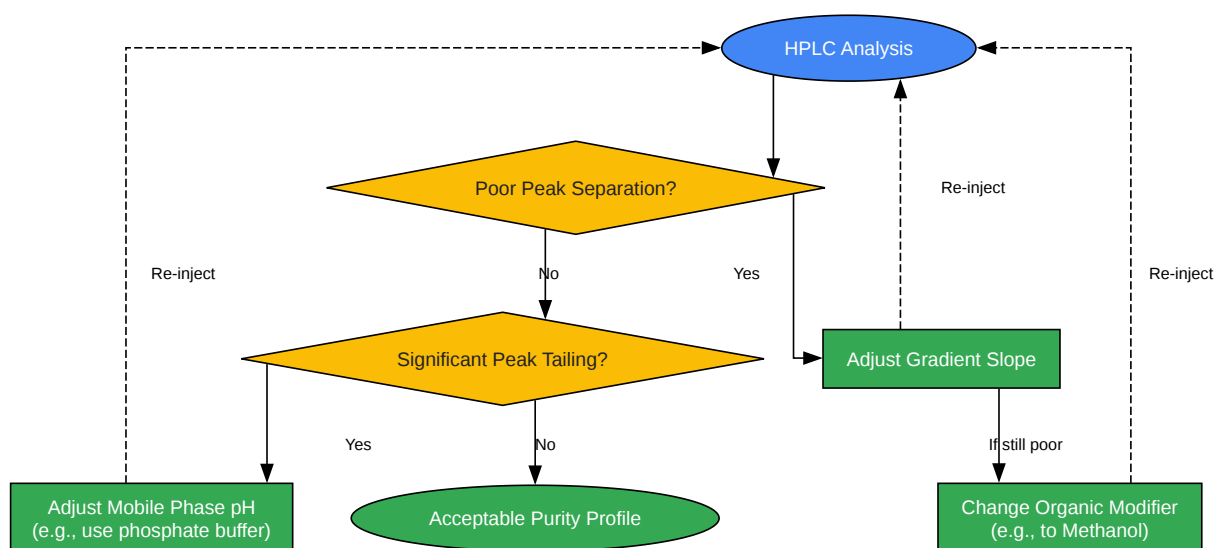 HPLC Analysis
Poor Peak Separation?
Re-inject
Re-inject
No
Yes
Re-inject
Significant Peak Tailing?
Adjust Gradient Slope
Yes
No
If still poor
Adjust Mobile Phase pH
(e.g., use phosphate buffer)
Acceptable Purity Profile
Change Organic Modifier
(e.g., to Methanol)